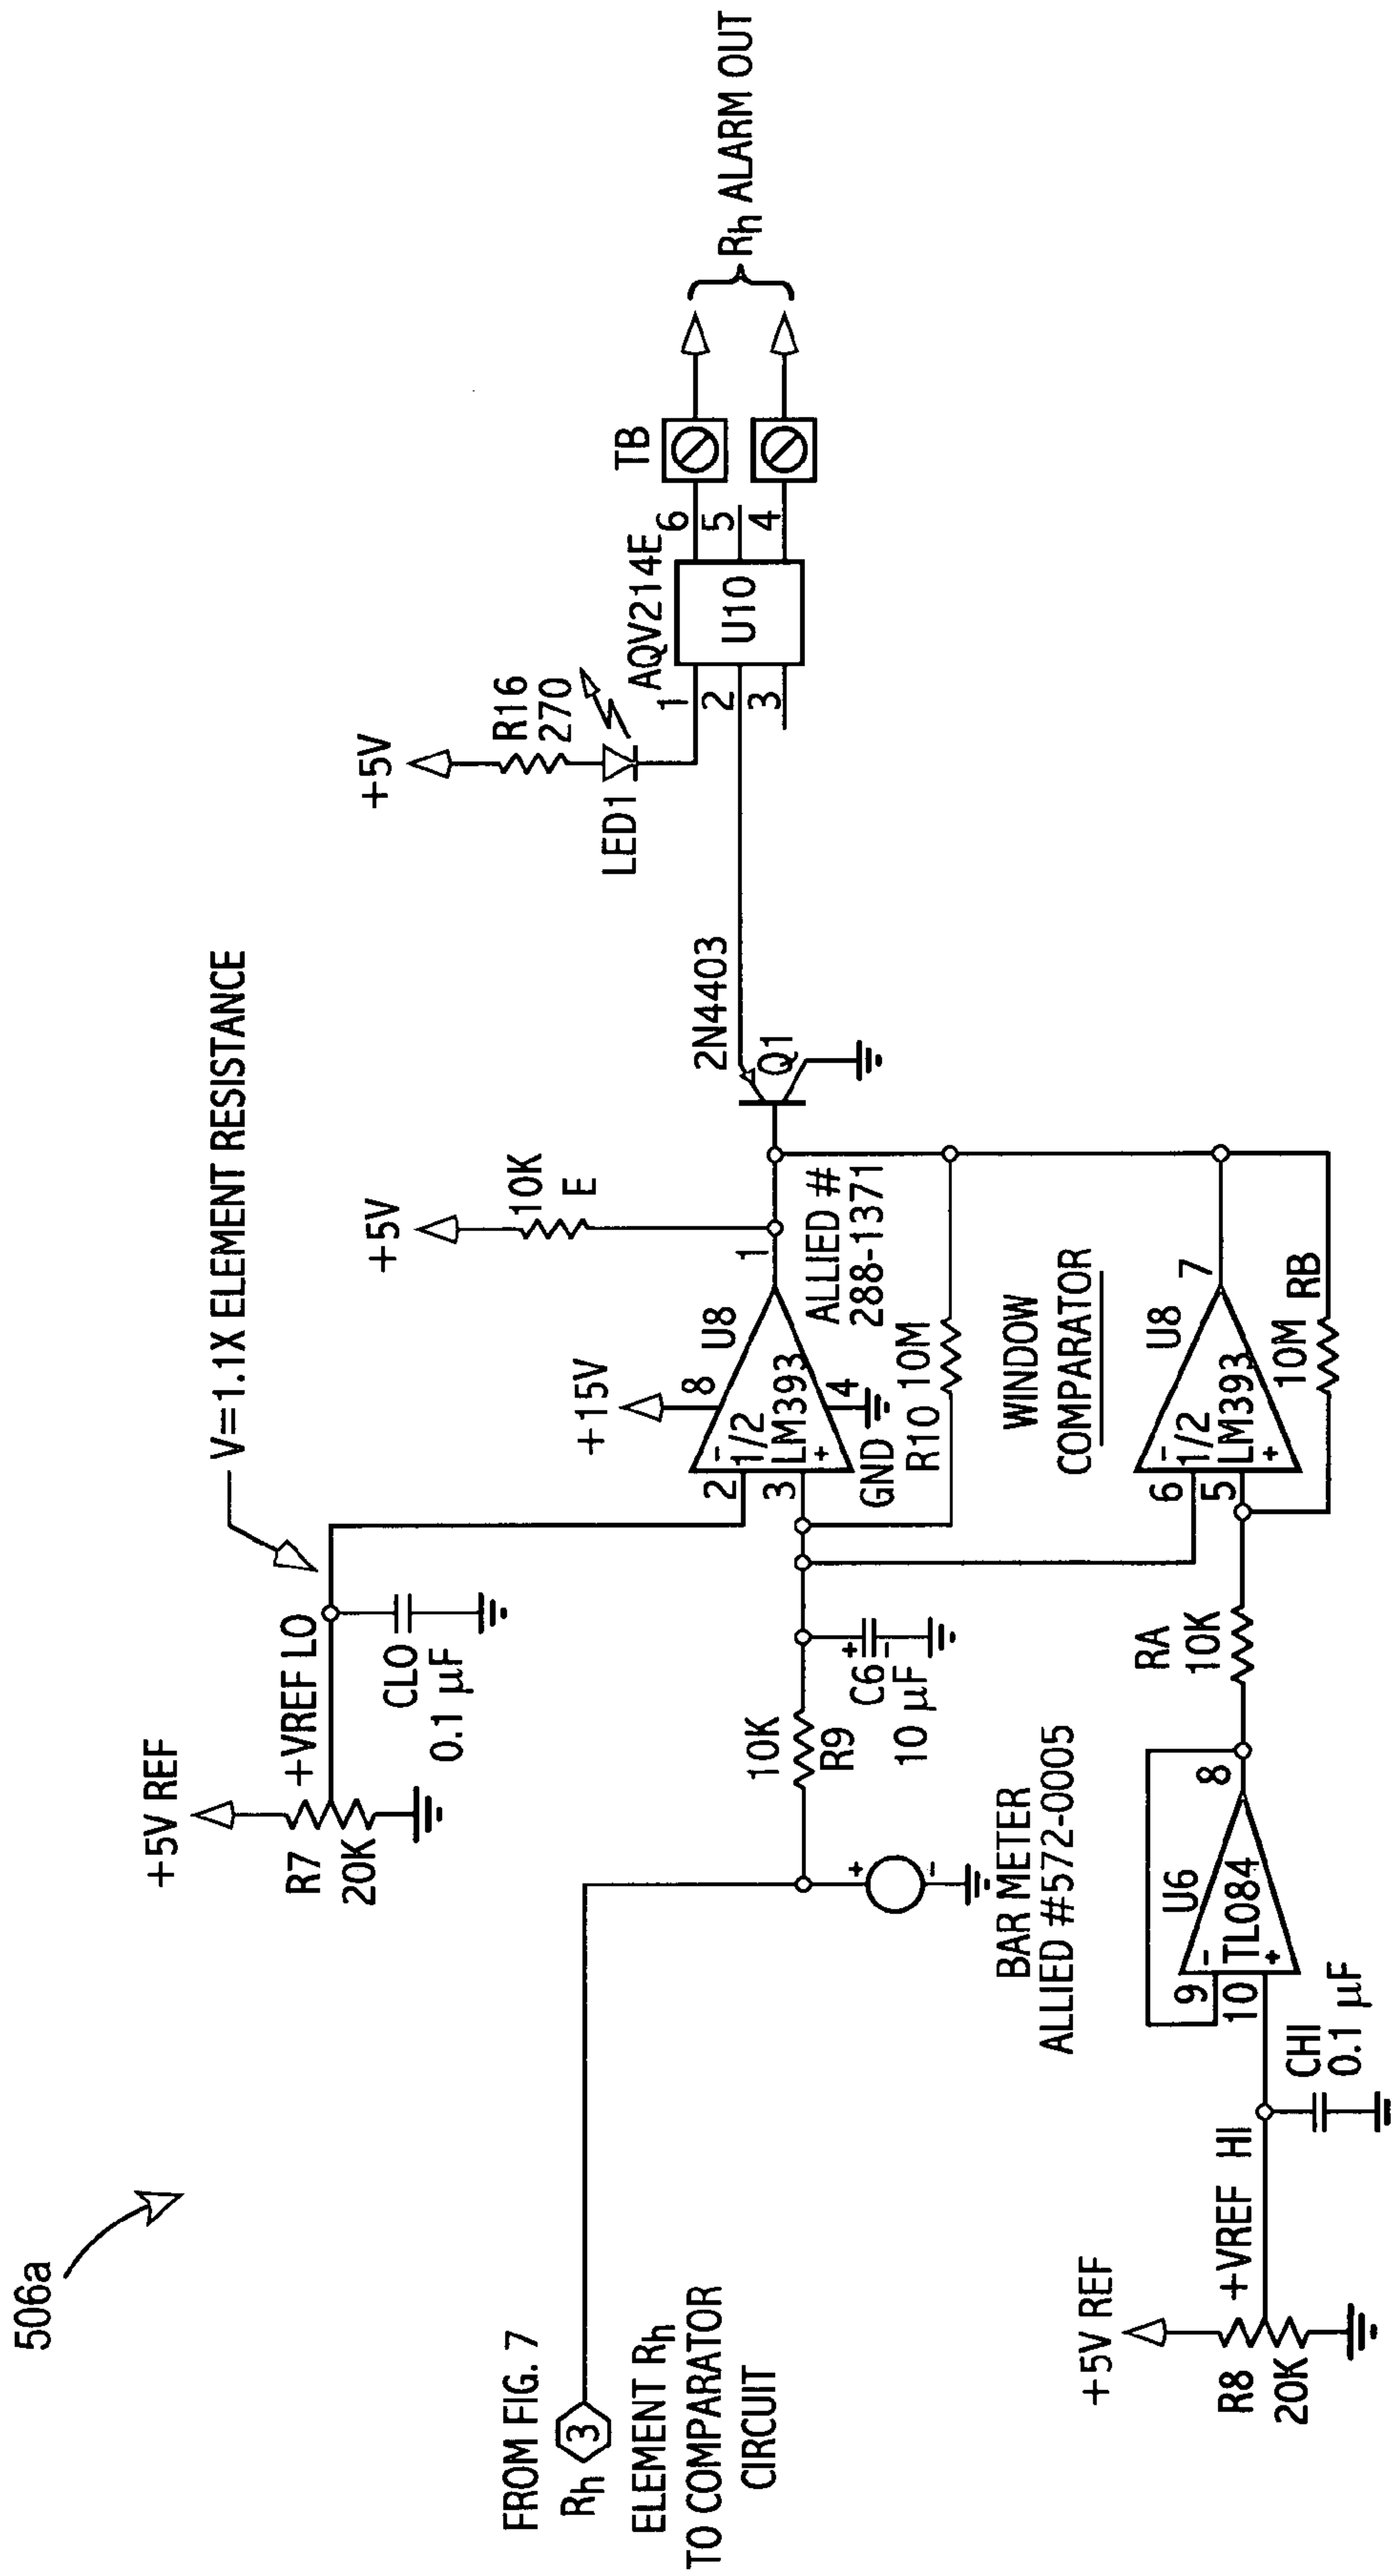 506a
V=1.1X ELEMENT RESISTANCE
+5V REF
R7
20K
+VREF LO
CLO
0.1 µF
+5V
10K
E
+5V
R16
270
LED1
FROM FIG. 7
Rh 3
ELEMENT Rh
TO COMPARATOR
CIRCUIT
10K
R9
+
-
C6
10 µF
+
-
BAR METER
ALLIED #572-0005
+15V
8
U8
2
-
1/2
3
LM393
+
1
4
GND
R10 10M
ALLIED #
288-1371
2N4403
Q1
AQV214E
1
2
3
U10
6
5
4
TB
Rh ALARM OUT
WINDOW
COMPARATOR
+5V REF
R8
20K
+VREF HI
CHI
0.1 µF
U6
9
-
10
TL084
+
8
RA
10K
U8
6
-
1/2
5
LM393
+
7
10M
RB